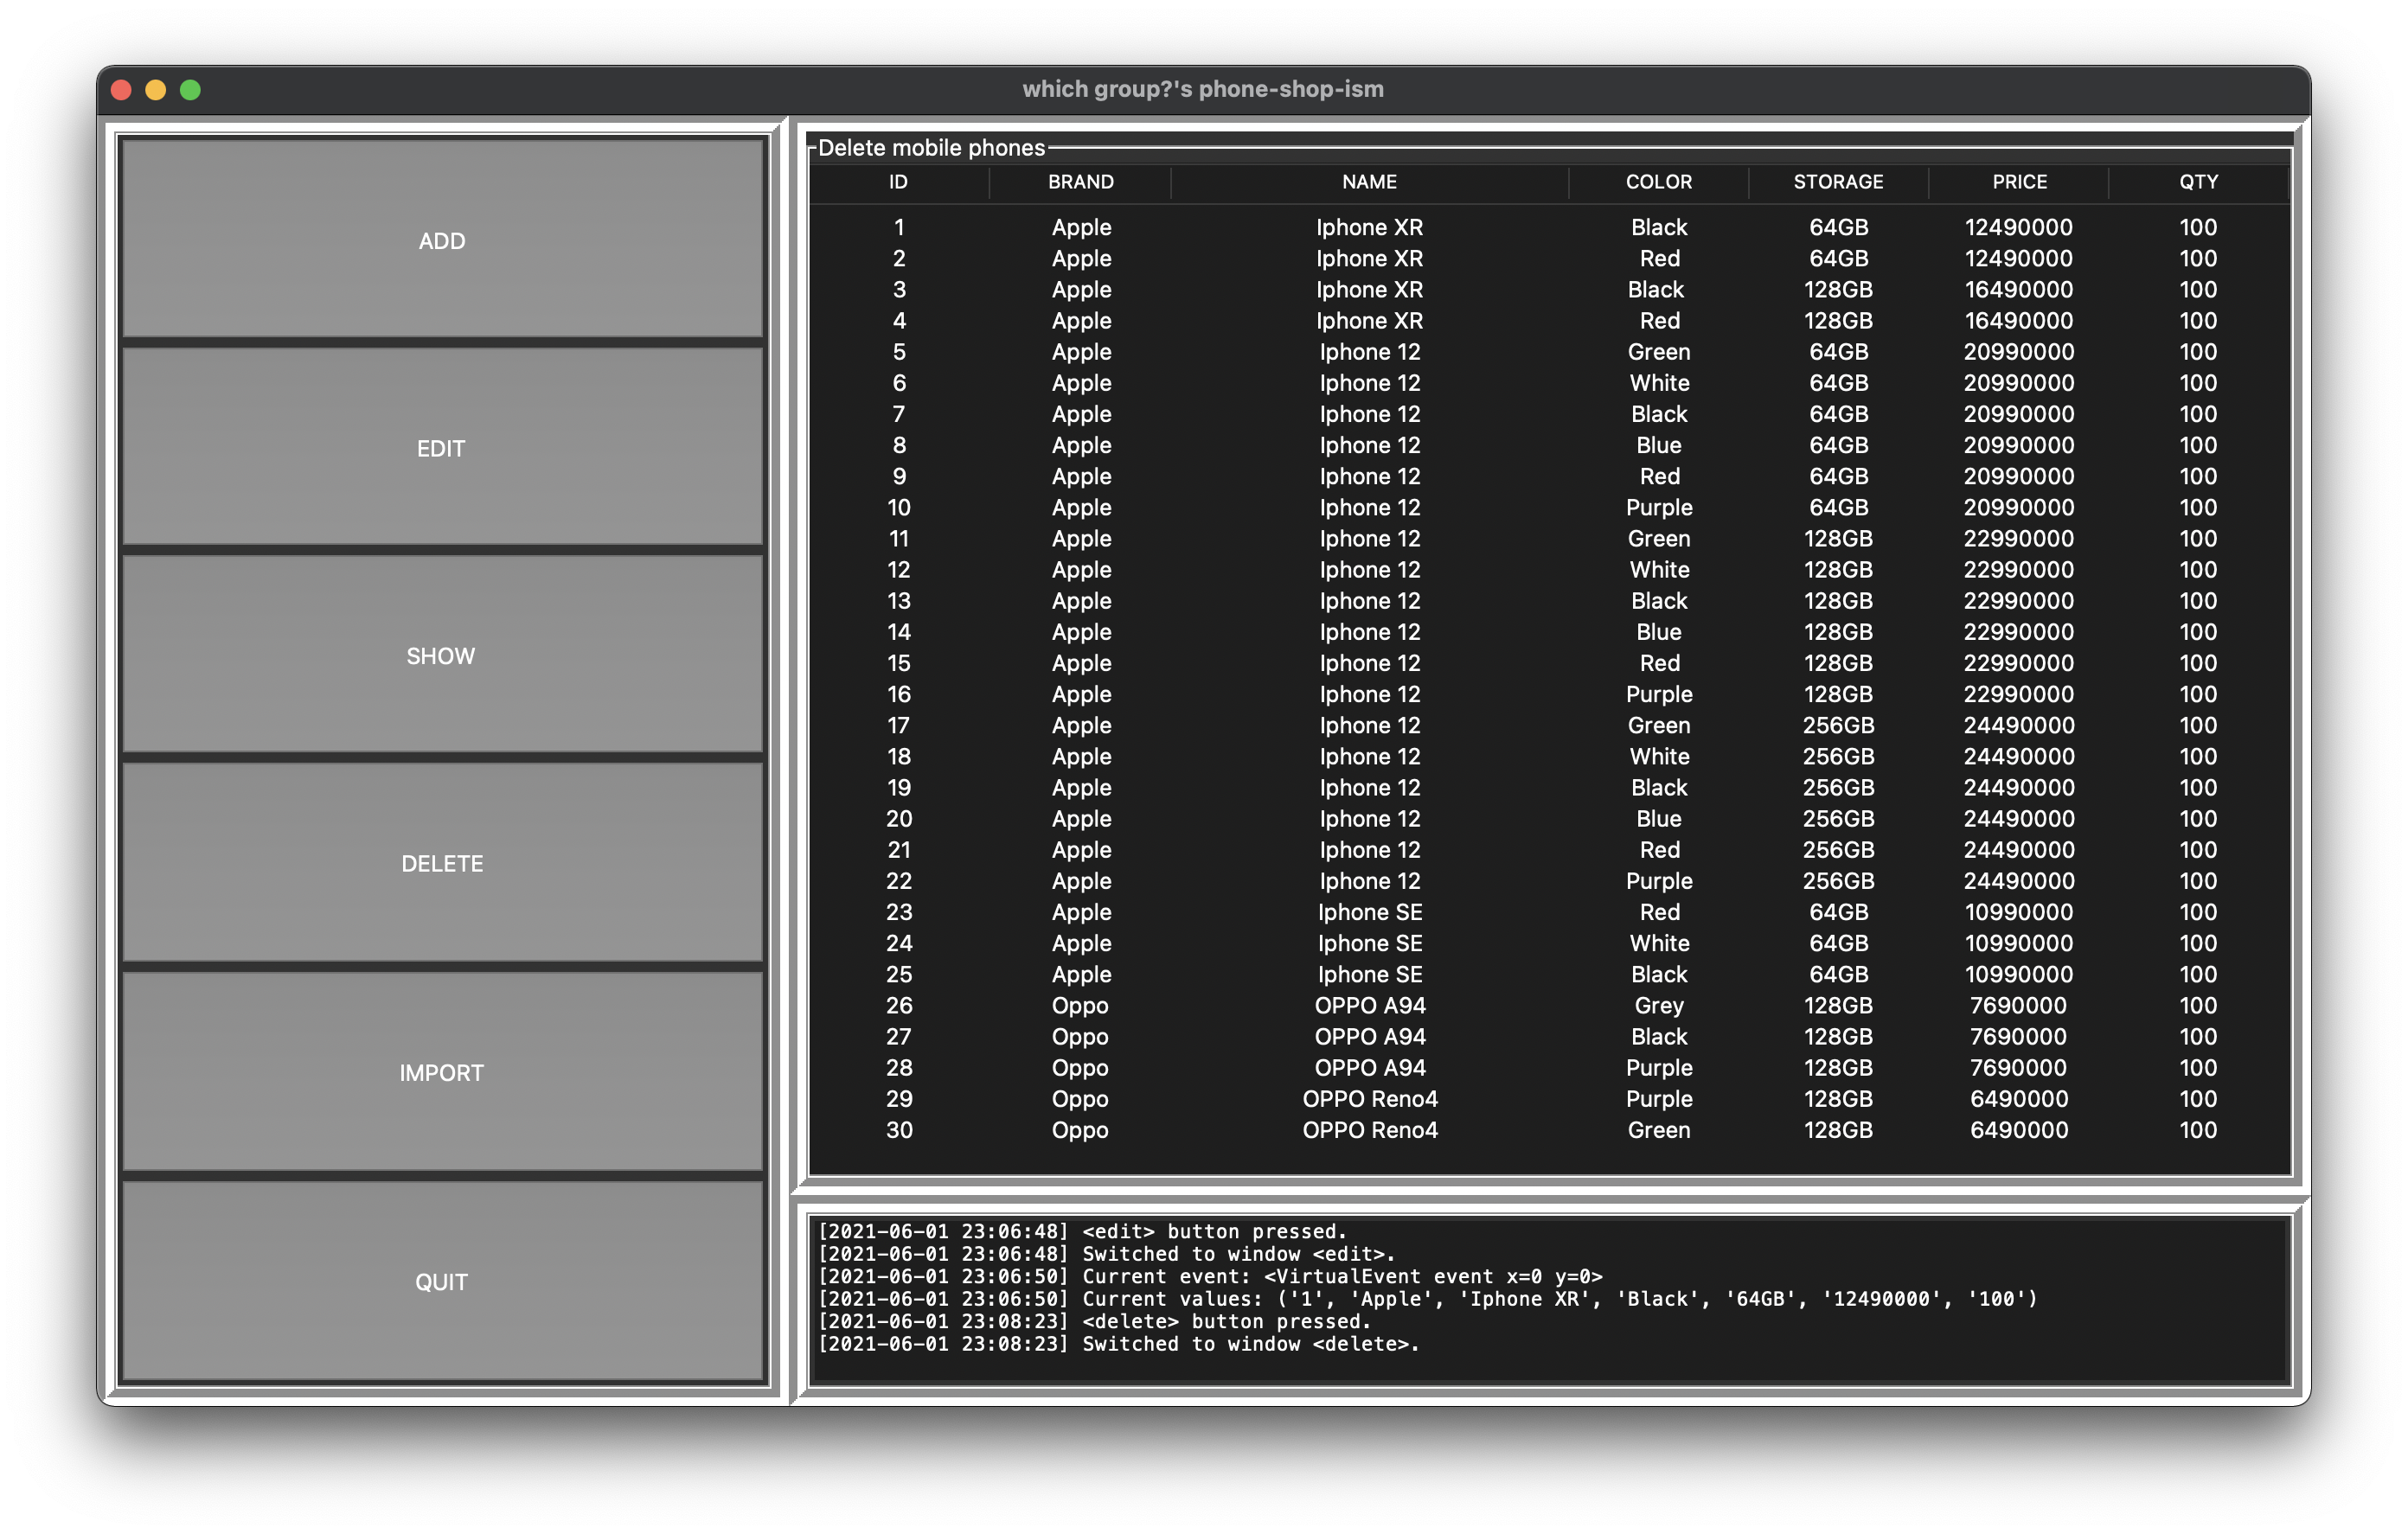 which group?'s phone-shop-ism
ADD
EDIT
SHOW
DELETE
IMPORT
QUIT
Delete mobile phones
ID BRAND NAME COLOR STORAGE PRICE QTY
1 Apple Iphone XR Black 64GB 12490000 100
2 Apple Iphone XR Red 64GB 12490000 100
3 Apple Iphone XR Black 128GB 16490000 100
4 Apple Iphone XR Red 128GB 16490000 100
5 Apple Iphone 12 Green 64GB 20990000 100
6 Apple Iphone 12 White 64GB 20990000 100
7 Apple Iphone 12 Black 64GB 20990000 100
8 Apple Iphone 12 Blue 64GB 20990000 100
9 Apple Iphone 12 Red 64GB 20990000 100
10 Apple Iphone 12 Purple 64GB 20990000 100
11 Apple Iphone 12 Green 128GB 22990000 100
12 Apple Iphone 12 White 128GB 22990000 100
13 Apple Iphone 12 Black 128GB 22990000 100
14 Apple Iphone 12 Blue 128GB 22990000 100
15 Apple Iphone 12 Red 128GB 22990000 100
16 Apple Iphone 12 Purple 128GB 22990000 100
17 Apple Iphone 12 Green 256GB 24490000 100
18 Apple Iphone 12 White 256GB 24490000 100
19 Apple Iphone 12 Black 256GB 24490000 100
20 Apple Iphone 12 Blue 256GB 24490000 100
21 Apple Iphone 12 Red 256GB 24490000 100
22 Apple Iphone 12 Purple 256GB 24490000 100
23 Apple Iphone SE Red 64GB 10990000 100
24 Apple Iphone SE White 64GB 10990000 100
25 Apple Iphone SE Black 64GB 10990000 100
26 Oppo OPPO A94 Grey 128GB 7690000 100
27 Oppo OPPO A94 Black 128GB 7690000 100
28 Oppo OPPO A94 Purple 128GB 7690000 100
29 Oppo OPPO Reno4 Purple 128GB 6490000 100
30 Oppo OPPO Reno4 Green 128GB 6490000 100
[2021-06-01 23:06:48] <edit> button pressed.
[2021-06-01 23:06:48] Switched to window <edit>.
[2021-06-01 23:06:50] Current event: <VirtualEvent event x=0 y=0>
[2021-06-01 23:06:50] Current values: ('1', 'Apple', 'Iphone XR', 'Black', '64GB', '12490000', '100')
[2021-06-01 23:08:23] <delete> button pressed.
[2021-06-01 23:08:23] Switched to window <delete>.